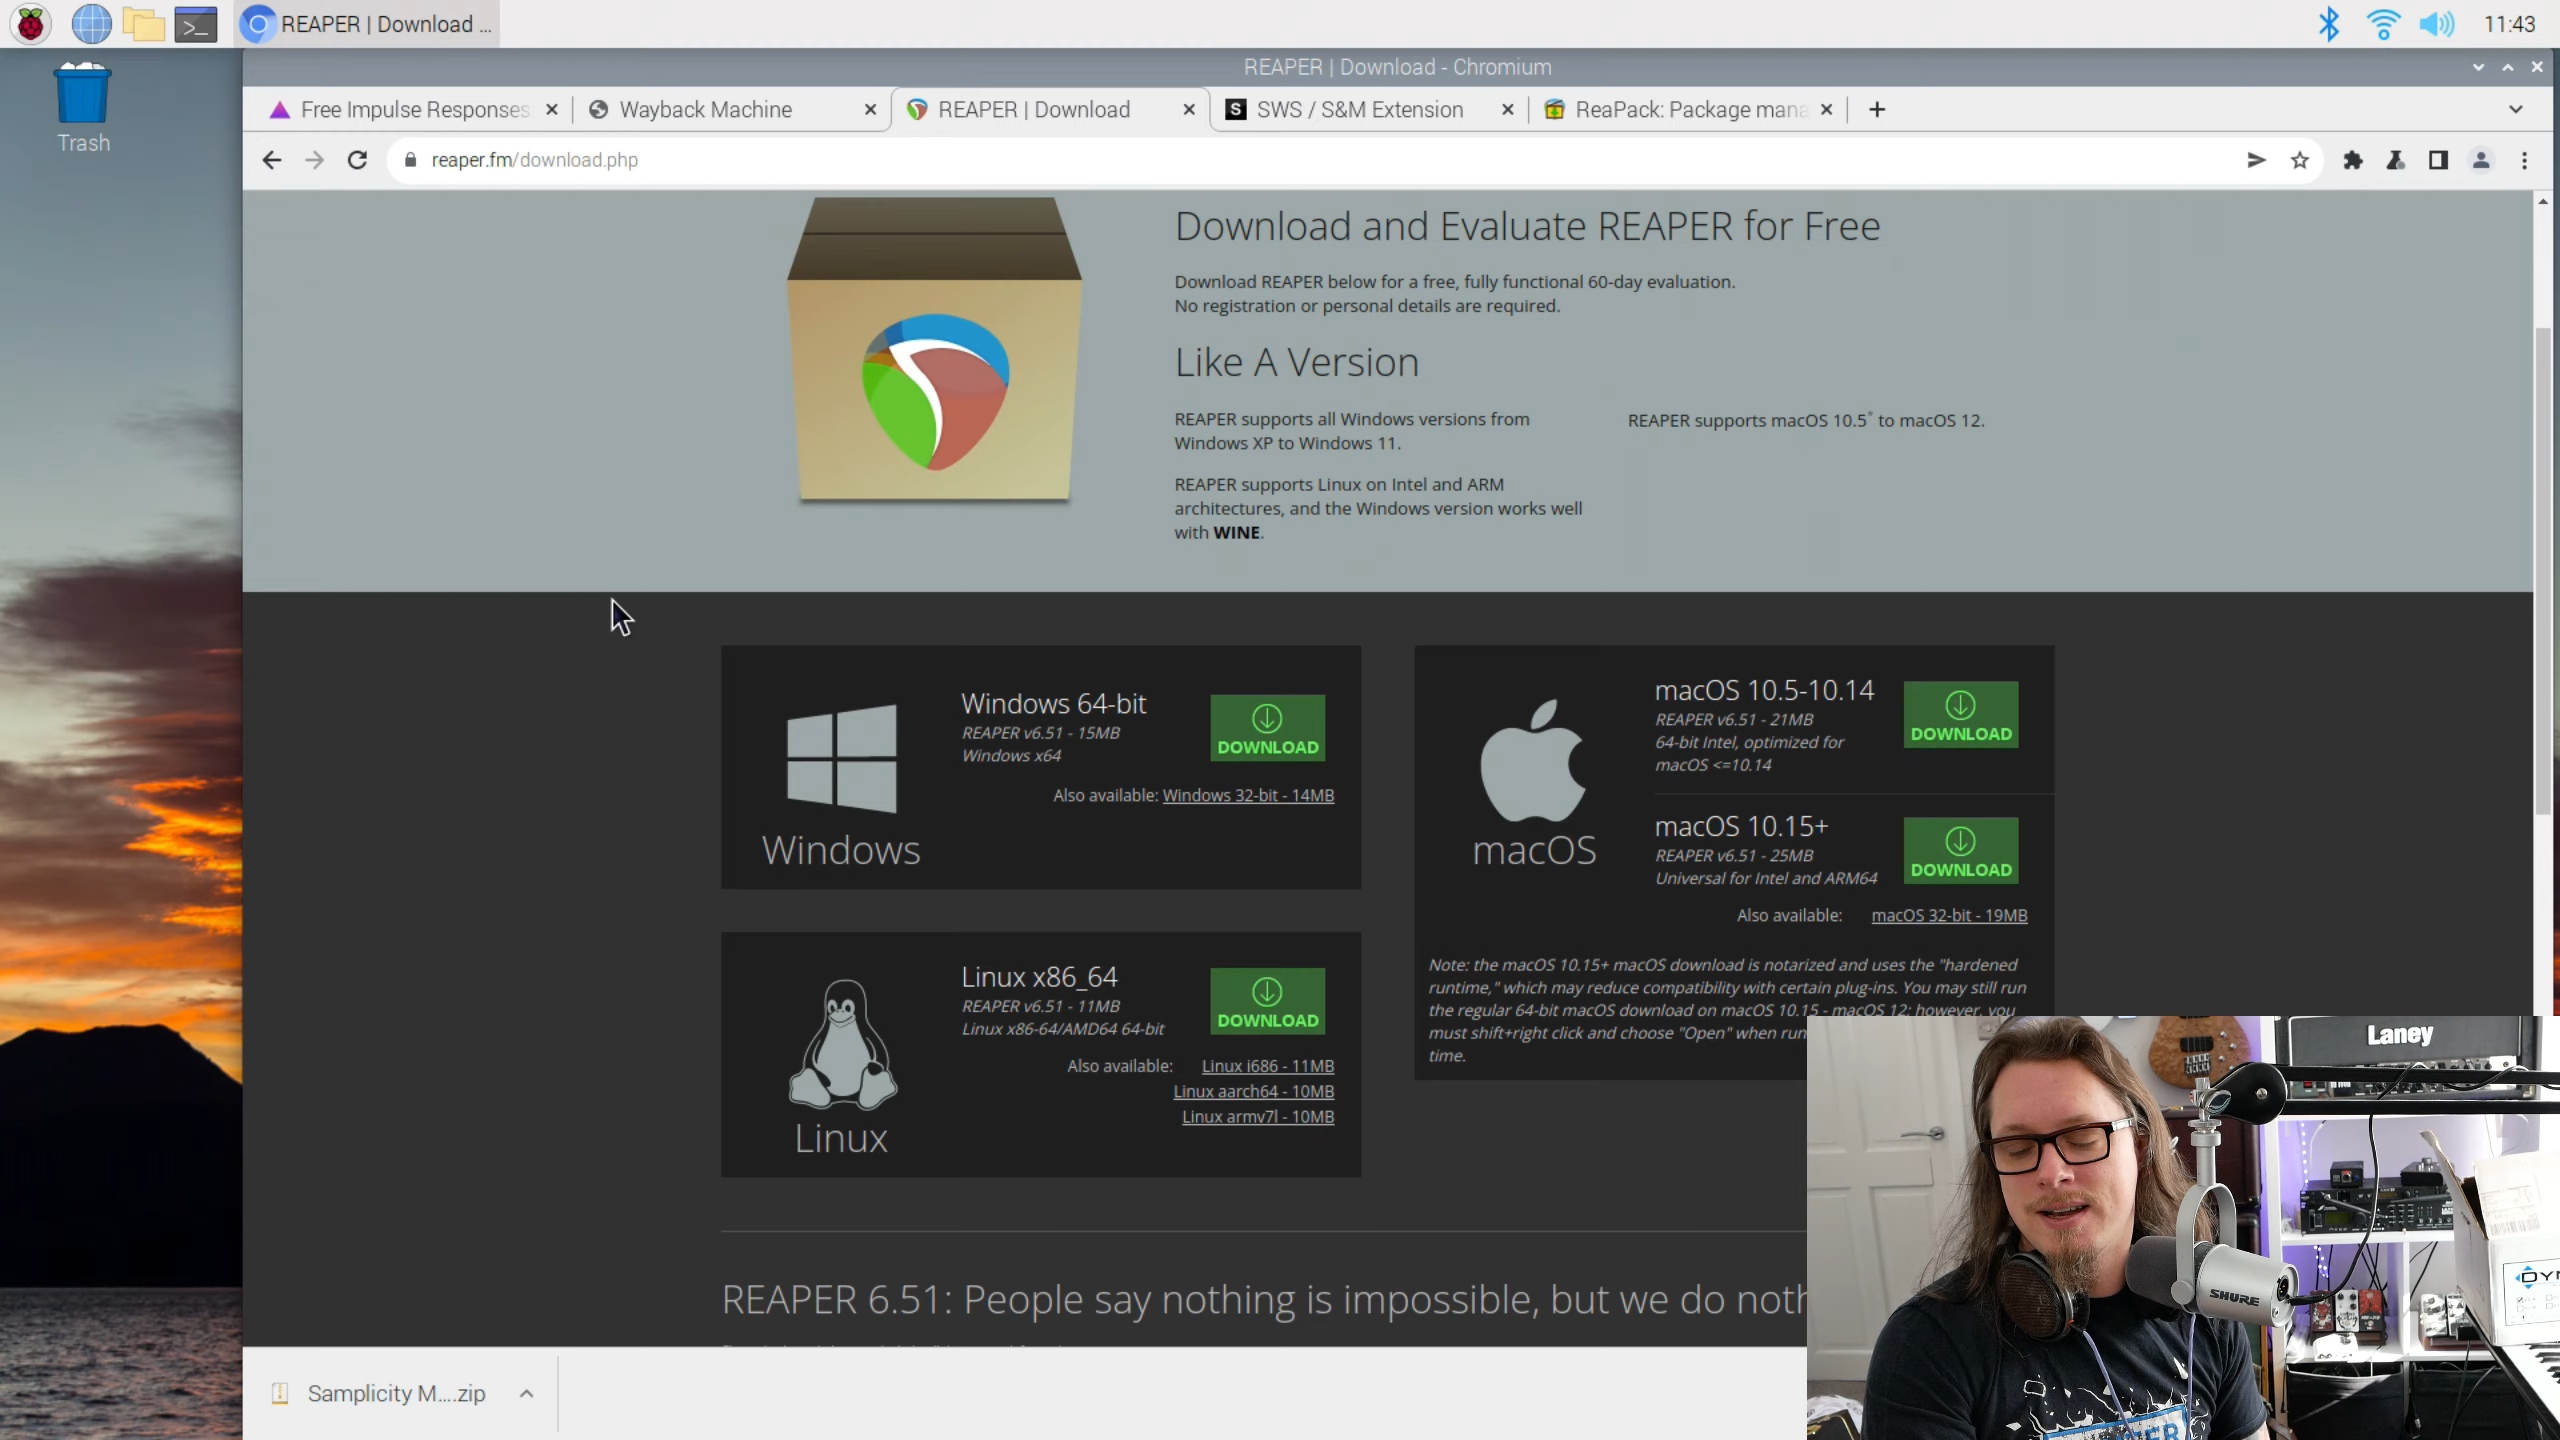 REAPER | Download ...
11:43
Trash
REAPER | Download - Chromium
Free Impulse Responses
Wayback Machine
REAPER | Download
SWS / S&M Extension
ReaPack: Package mana
reaper.fm/download.php
Download and Evaluate REAPER for Free
Download REAPER below for a free, fully functional 60-day evaluation.
No registration or personal details are required.
Like A Version
REAPER supports all Windows versions from
Windows XP to Windows 11.
REAPER supports Linux on Intel and ARM
architectures, and the Windows version works well
with WINE.
REAPER supports macOS 10.5* to macOS 12.
Windows 64-bit
REAPER v6.51 - 15MB
Windows x64
DOWNLOAD
Also available: Windows 32-bit - 14MB
Windows
macOS 10.5-10.14
REAPER v6.51 - 21MB
64-bit Intel, optimized for
macOS <=10.14
DOWNLOAD
macOS 10.15+
REAPER v6.51 - 25MB
Universal for Intel and ARM64
DOWNLOAD
Also available: macOS 32-bit - 19MB
macOS
Note: the macOS 10.15+ macOS download is notarized and uses the "hardened
runtime," which may reduce compatibility with certain plug-ins. You may still run
the regular 64-bit macOS download on macOS 10.15 - macOS 12; however, you
must shift+right click and choose "Open" when run
time.
Linux x86_64
REAPER v6.51 - 11MB
Linux x86-64/AMD64 64-bit
DOWNLOAD
Also available: Linux i686 - 11MB
Linux aarch64 - 10MB
Linux armv7l - 10MB
Linux
REAPER 6.51: People say nothing is impossible, but we do noth
Samplicity M....zip
Laney
SHURE
DYN